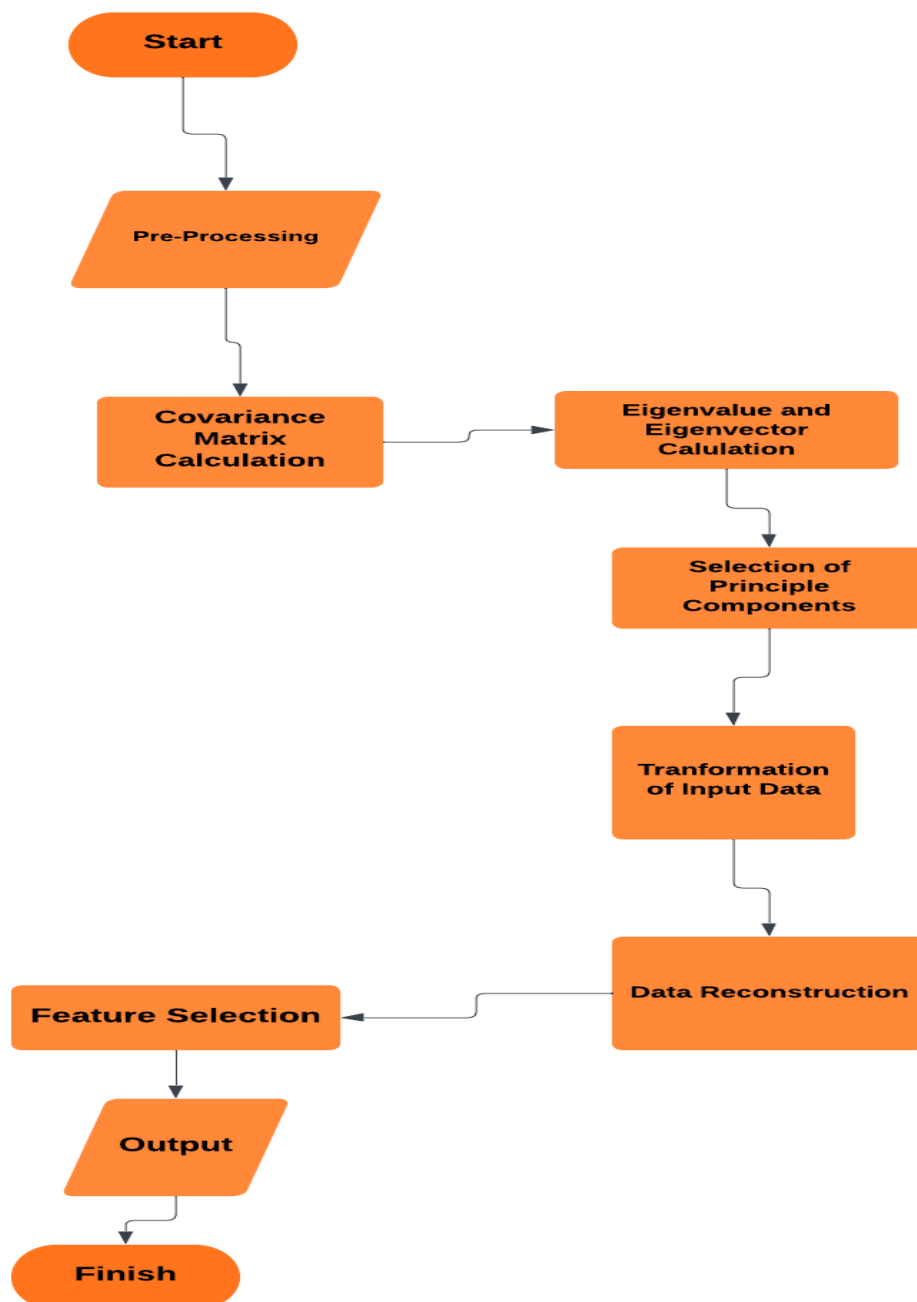 Start
Pre-Processing
Covariance
Matrix
Calculation
Eigenvalue and
Eigenvector
Calulation
Selection of
Principle
Components
Tranformation
of Input Data
Data Reconstruction
Feature Selection
Output
Finish